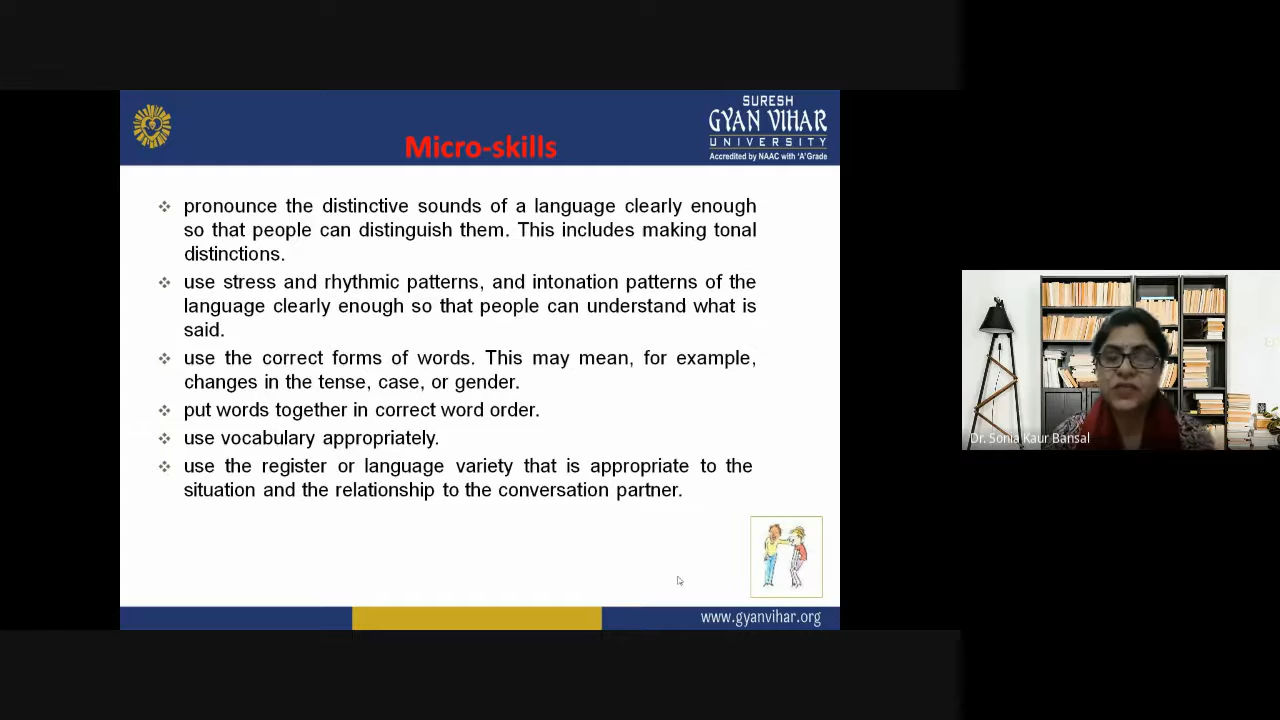 SURESH
GYAN VIHAR
UNIVERSITY
Accredited by NAAC with 'A' Grade
Micro-skills
pronounce the distinctive sounds of a language clearly enough
so that people can distinguish them. This includes making tonal
distinctions.
use stress and rhythmic patterns, and intonation patterns of the
language clearly enough so that people can understand what is
said.
use the correct forms of words. This may mean, for example,
changes in the tense, case, or gender.
put words together in correct word order.
use vocabulary appropriately.
use the register or language variety that is appropriate to the
situation and the relationship to the conversation partner.
www.gyanvihar.org
Dr. Sonia Kaur Bansal